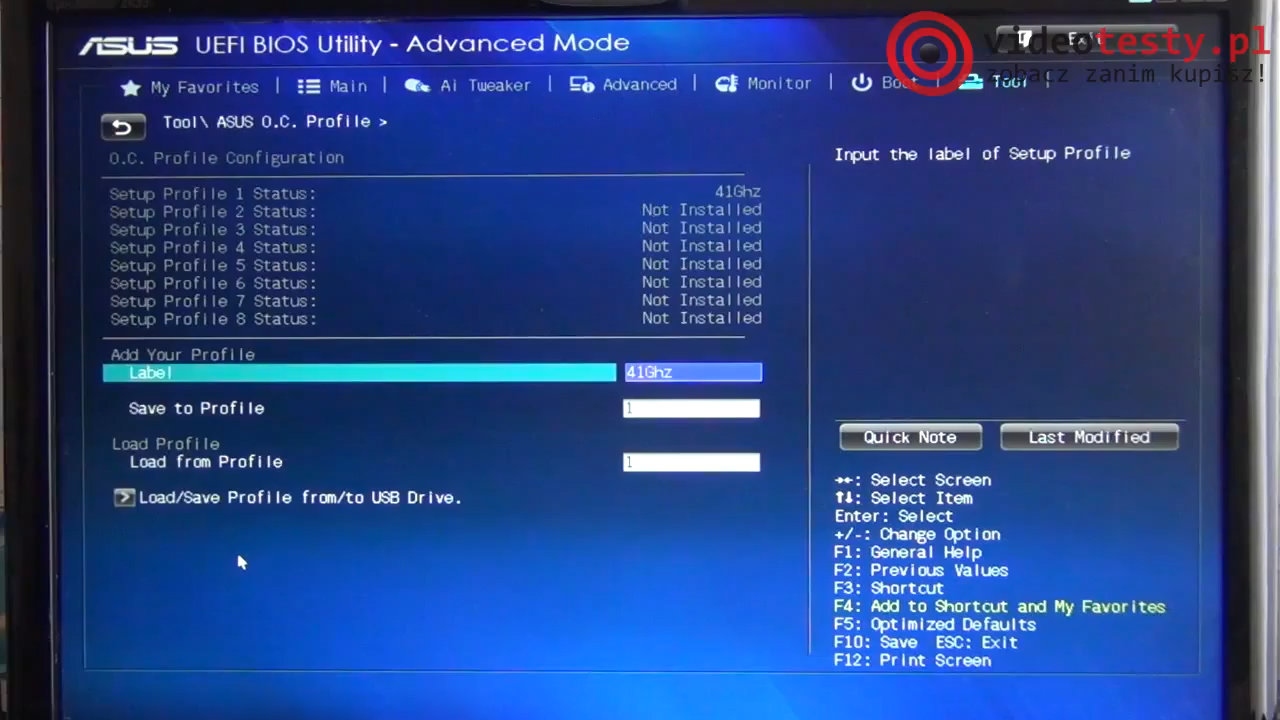 ASUS UEFI BIOS Utility - Advanced Mode
Exit
videotesty.pl
zobacz zanim kupisz!
My Favorites | Main | Ai Tweaker | Advanced | Monitor | Boot | Tool |
Tool\ ASUS O.C. Profile >
O.C. Profile Configuration
Setup Profile 1 Status: 41Ghz
Setup Profile 2 Status: Not Installed
Setup Profile 3 Status: Not Installed
Setup Profile 4 Status: Not Installed
Setup Profile 5 Status: Not Installed
Setup Profile 6 Status: Not Installed
Setup Profile 7 Status: Not Installed
Setup Profile 8 Status: Not Installed
Add Your Profile
Label 41Ghz
Save to Profile 1
Load Profile
Load from Profile 1
> Load/Save Profile from/to USB Drive.
Input the label of Setup Profile
Quick Note
Last Modified
→←: Select Screen
↑↓: Select Item
Enter: Select
+/-: Change Option
F1: General Help
F2: Previous Values
F3: Shortcut
F4: Add to Shortcut and My Favorites
F5: Optimized Defaults
F10: Save ESC: Exit
F12: Print Screen